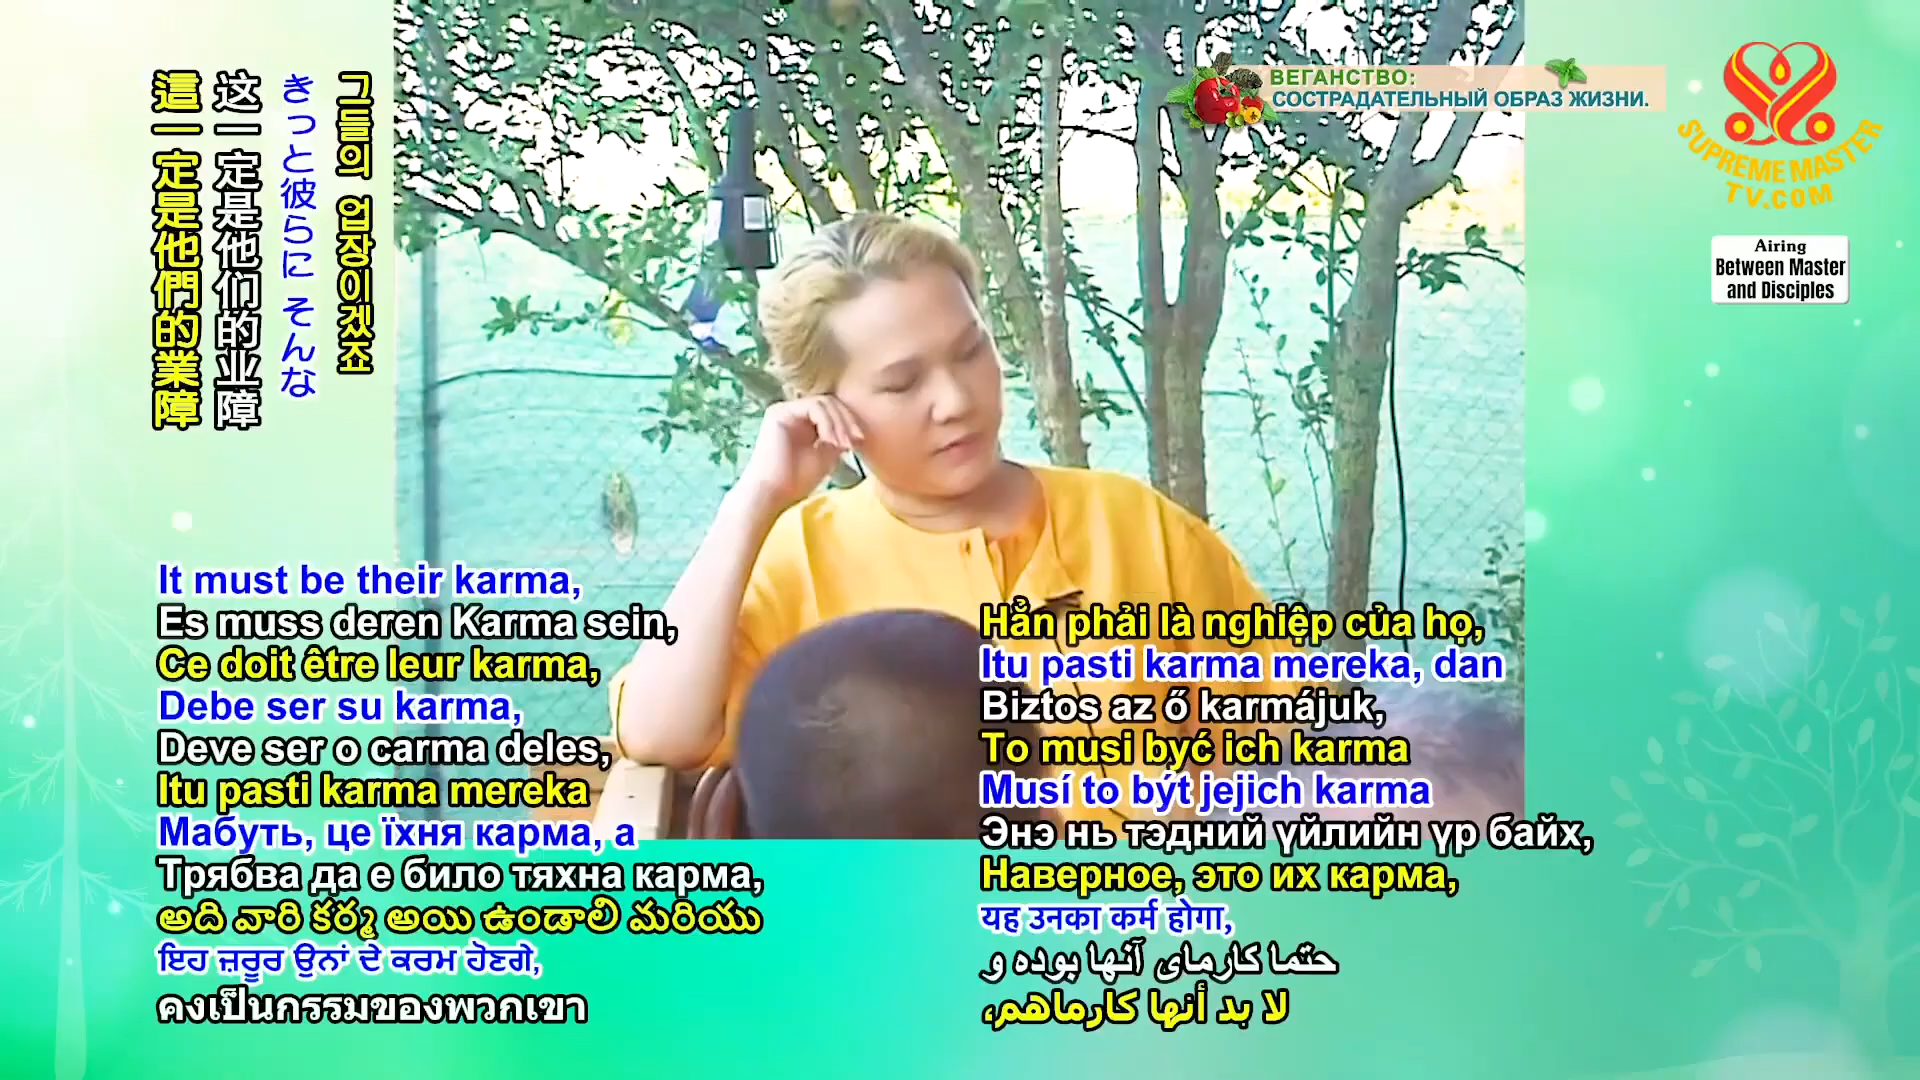 這一定是他們的業障
这一定是他们的业障
きっと彼らに そんな
그들의 업장이겠죠
ВЕГАНСТВО:
СОСТРАДАТЕЛЬНЫЙ ОБРАЗ ЖИЗНИ.
SUPREME MASTER
TV.COM
Airing
Between Master
and Disciples
It must be their karma,
Es muss deren Karma sein,
Ce doit être leur karma,
Debe ser su karma,
Deve ser o carma deles,
Itu pasti karma mereka
Мабуть, це їхня карма, а
Трябва да е било тяхна карма,
అది వారి కర్మ అయి ఉండాలి మరియు
ਇਹ ਜ਼ਰੂਰ ਉਨਾਂ ਦੇ ਕਰਮ ਹੋਣਗੇ,
คงเป็นกรรมของพวกเขา
Hẳn phải là nghiệp của họ,
Itu pasti karma mereka, dan
Biztos az ő karmájuk,
To musi być ich karma
Musí to být jejich karma
Энэ нь тэдний үйлийн үр байх,
Наверное, это их карма,
यह उनका कर्म होगा,
حتما کارمای آنها بوده و
لا بد أنها كارماهم،